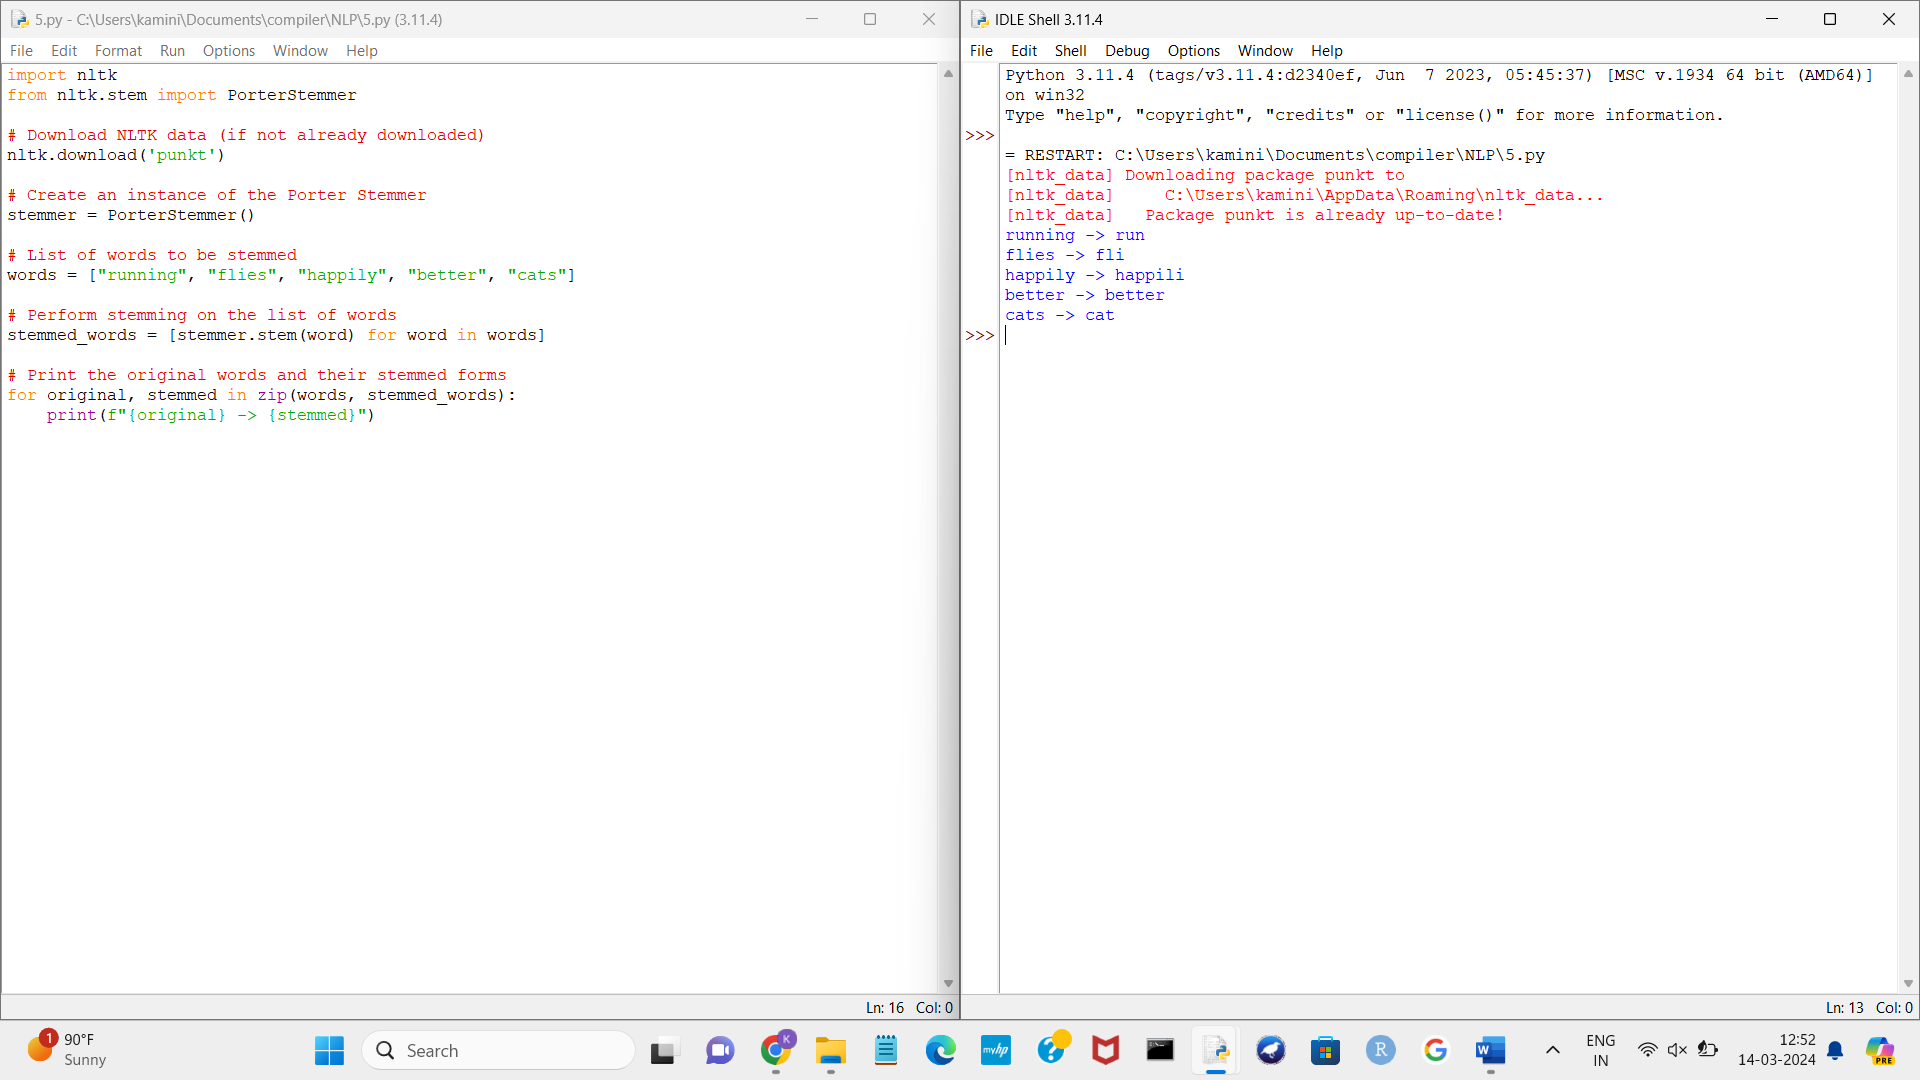 5.py - C:\Users\kamini\Documents\compiler\NLP\5.py (3.11.4)
File Edit Format Run Options Window Help
import nltk
from nltk.stem import PorterStemmer
# Download NLTK data (if not already downloaded)
nltk.download('punkt')
# Create an instance of the Porter Stemmer
stemmer = PorterStemmer()
# List of words to be stemmed
words = ["running", "flies", "happily", "better", "cats"]
# Perform stemming on the list of words
stemmed_words = [stemmer.stem(word) for word in words]
# Print the original words and their stemmed forms
for original, stemmed in zip(words, stemmed_words):
    print(f"{original} -> {stemmed}")
Ln: 16 Col: 0
IDLE Shell 3.11.4
File Edit Shell Debug Options Window Help
Python 3.11.4 (tags/v3.11.4:d2340ef, Jun  7 2023, 05:45:37) [MSC v.1934 64 bit (AMD64)]
on win32
Type "help", "copyright", "credits" or "license()" for more information.
>>>
= RESTART: C:\Users\kamini\Documents\compiler\NLP\5.py
[nltk_data] Downloading package punkt to
[nltk_data]     C:\Users\kamini\AppData\Roaming\nltk_data...
[nltk_data]   Package punkt is already up-to-date!
running -> run
flies -> fli
happily -> happili
better -> better
cats -> cat
>>>
Ln: 13 Col: 0
1
90°F
Sunny
Search
K
myhp
?
R
G
W
ENG
IN
12:52
14-03-2024
PRE